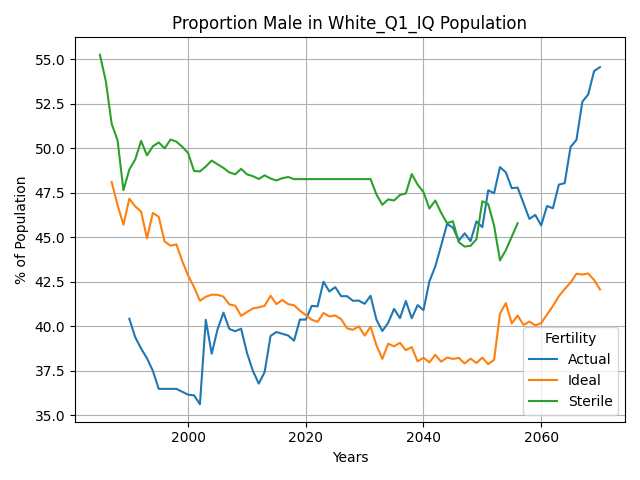 Proportion Male in White_Q1_IQ Population
% of Population
55.0
52.5
50.0
47.5
45.0
42.5
40.0
37.5
35.0
2000
2020
2040
2060
Years
Fertility
Actual
Ideal
Sterile